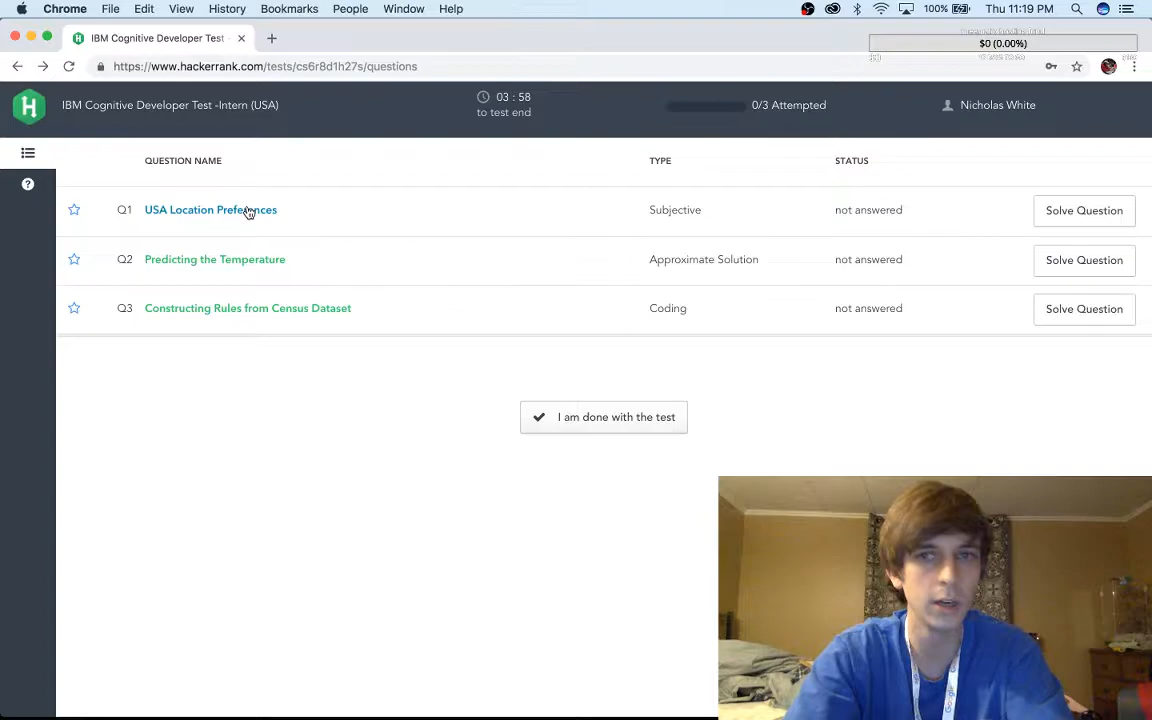 Chrome File Edit View History Bookmarks People Window Help 100% Thu 11:19 PM
IBM Cognitive Developer Test -
$0 (0.00%)
https://www.hackerrank.com/tests/cs6r8d1h27s/questions
H IBM Cognitive Developer Test -Intern (USA) 03 : 58 to test end 0/3 Attempted Nicholas White
QUESTION NAME TYPE STATUS
Q1 USA Location Preferences Subjective not answered Solve Question
Q2 Predicting the Temperature Approximate Solution not answered Solve Question
Q3 Constructing Rules from Census Dataset Coding not answered Solve Question
I am done with the test
Google